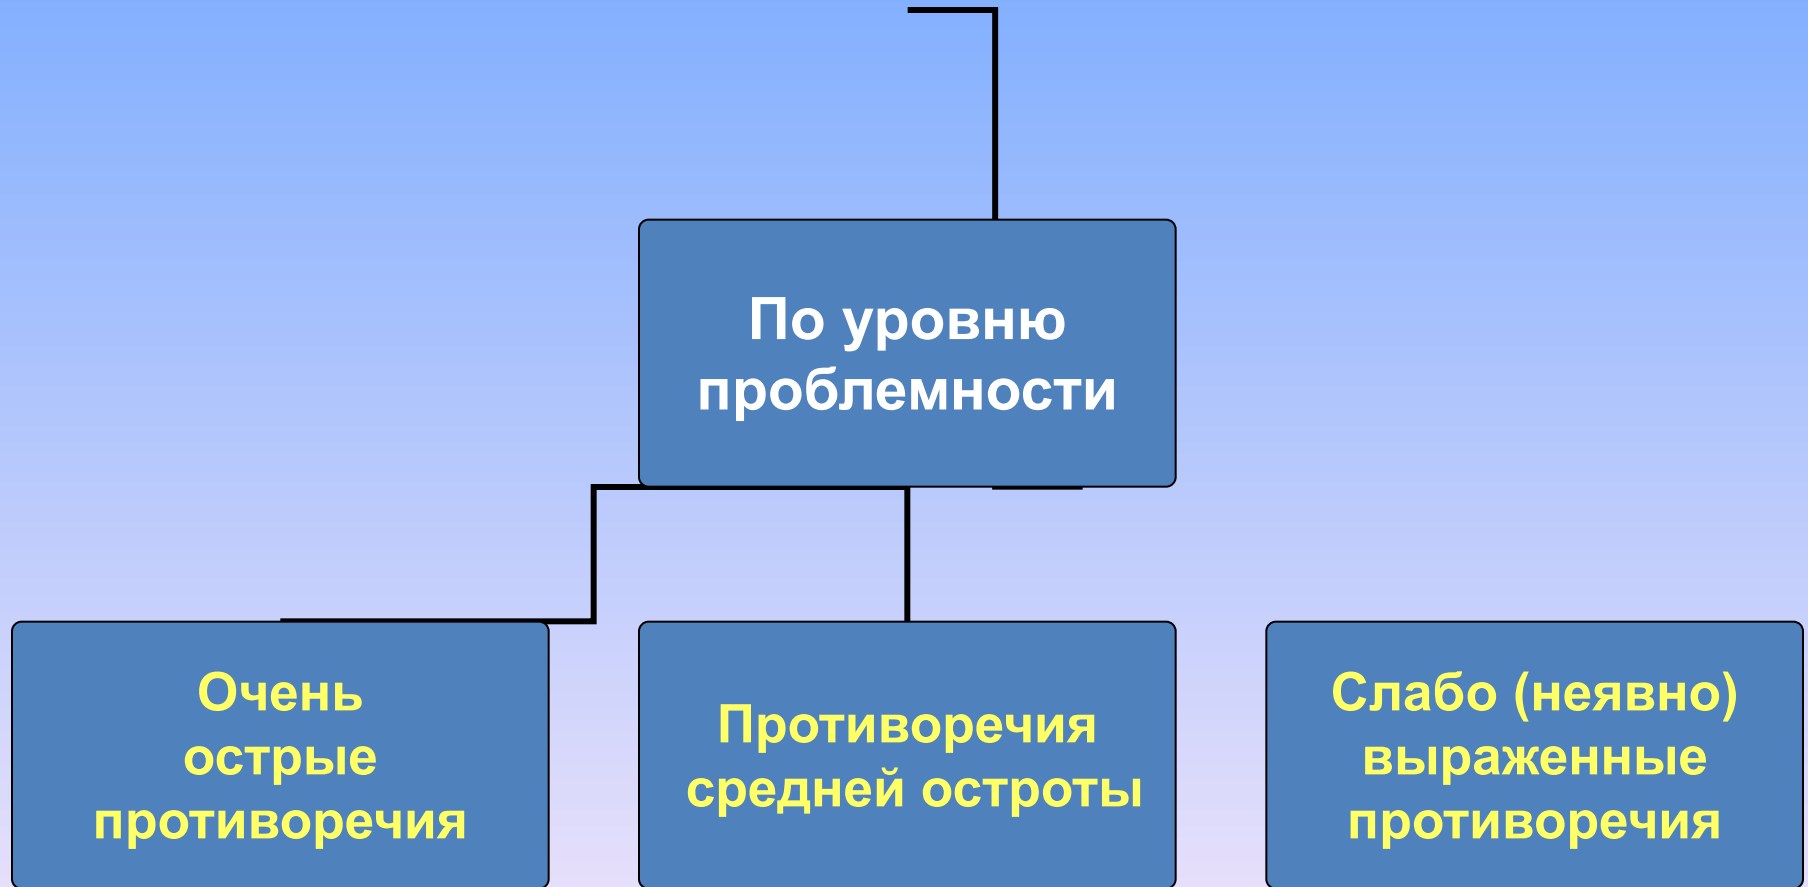 По уровню
проблемности
Очень
острые
противоречия
Противоречия
средней остроты
Слабо (неявно)
выраженные
противоречия